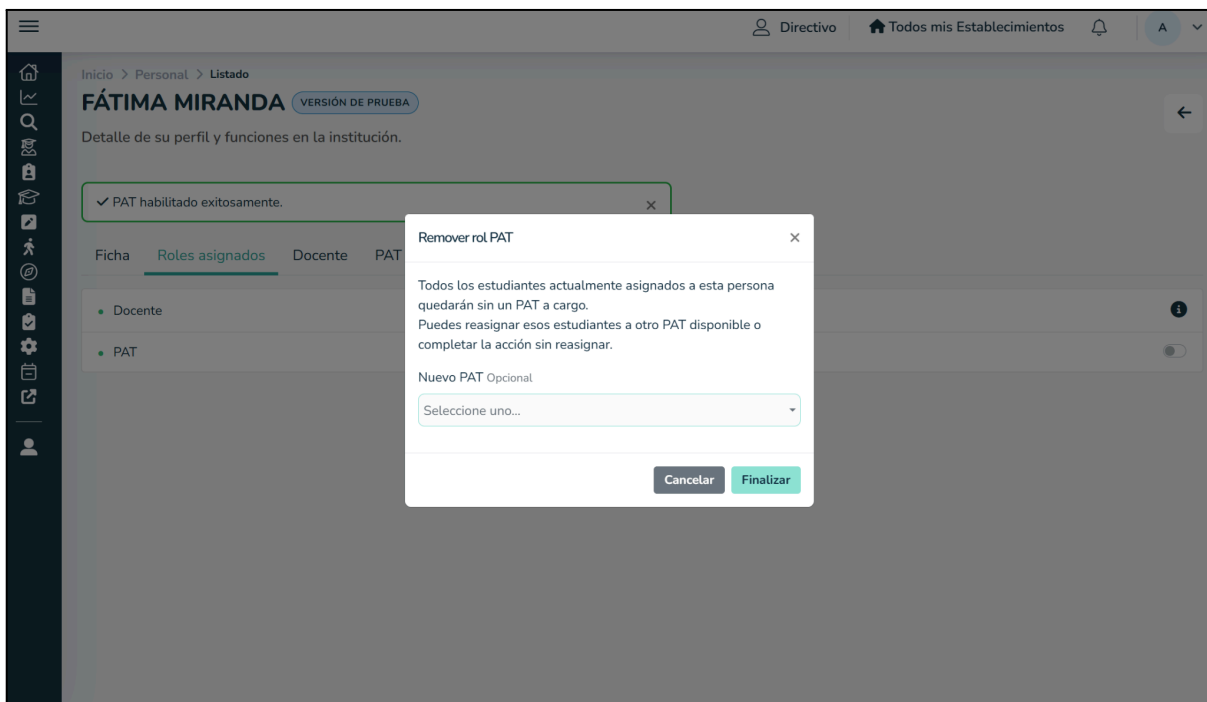 Directivo
Todos mis Establecimientos
A
Inicio > Personal > Listado
FÁTIMA MIRANDA VERSIÓN DE PRUEBA
Detalle de su perfil y funciones en la institución.
PAT habilitado exitosamente.
Ficha Roles asignados Docente PAT
Docente
PAT
Remover rol PAT
Todos los estudiantes actualmente asignados a esta persona
quedarán sin un PAT a cargo.
Puedes reasignar esos estudiantes a otro PAT disponible o
completar la acción sin reasignar.
Nuevo PAT Opcional
Seleccione uno...
Cancelar Finalizar